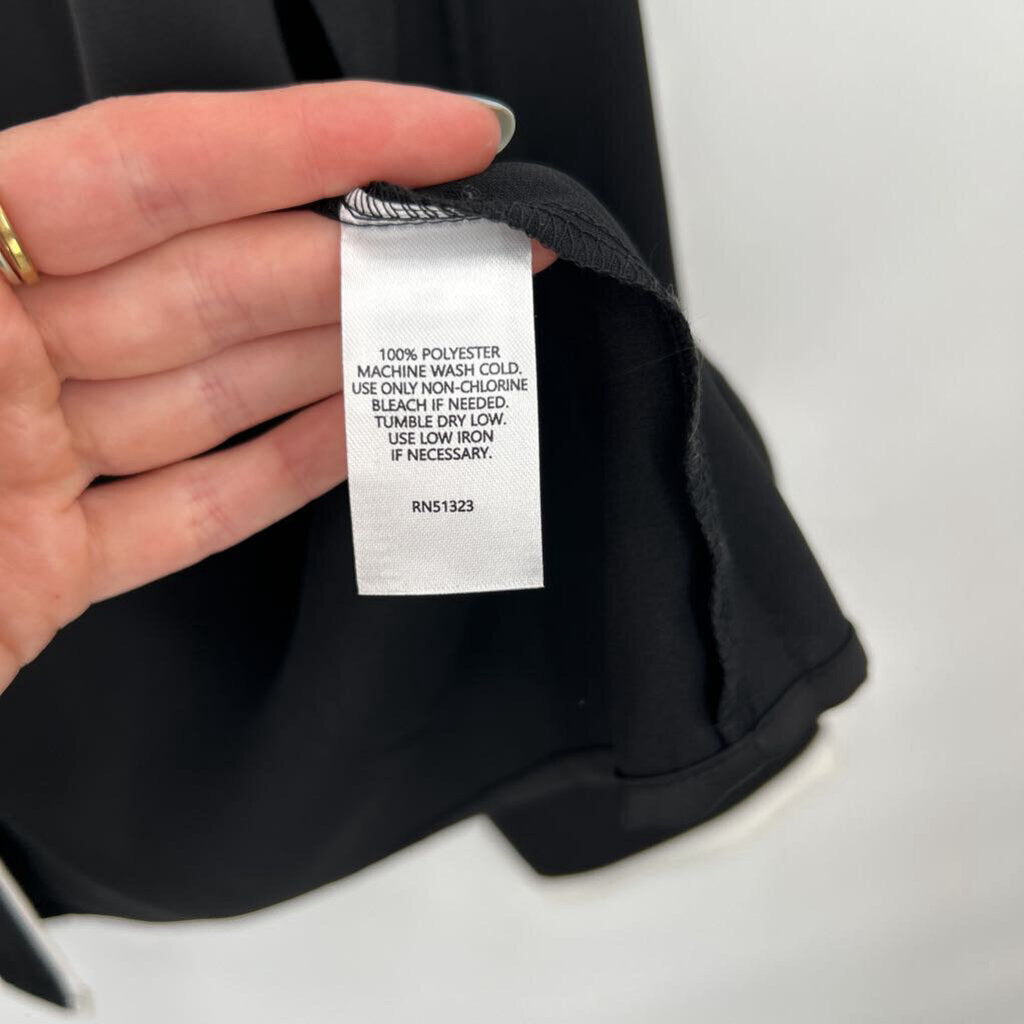 100% POLYESTER
MACHINE WASH COLD.
USE ONLY NON-CHLORINE
BLEACH IF NEEDED.
TUMBLE DRY LOW.
USE LOW IRON
IF NECESSARY.
RN51323